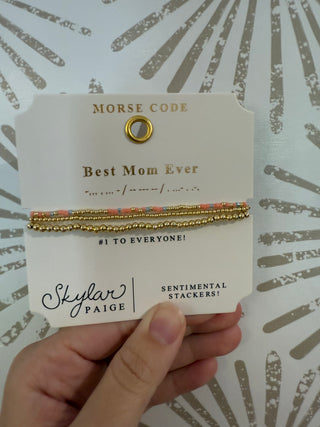 MORSE CODE
Best Mom Ever
#1 TO EVERYONE!
Skylar
PAIGE
SENTIMENTAL
STACKERS!